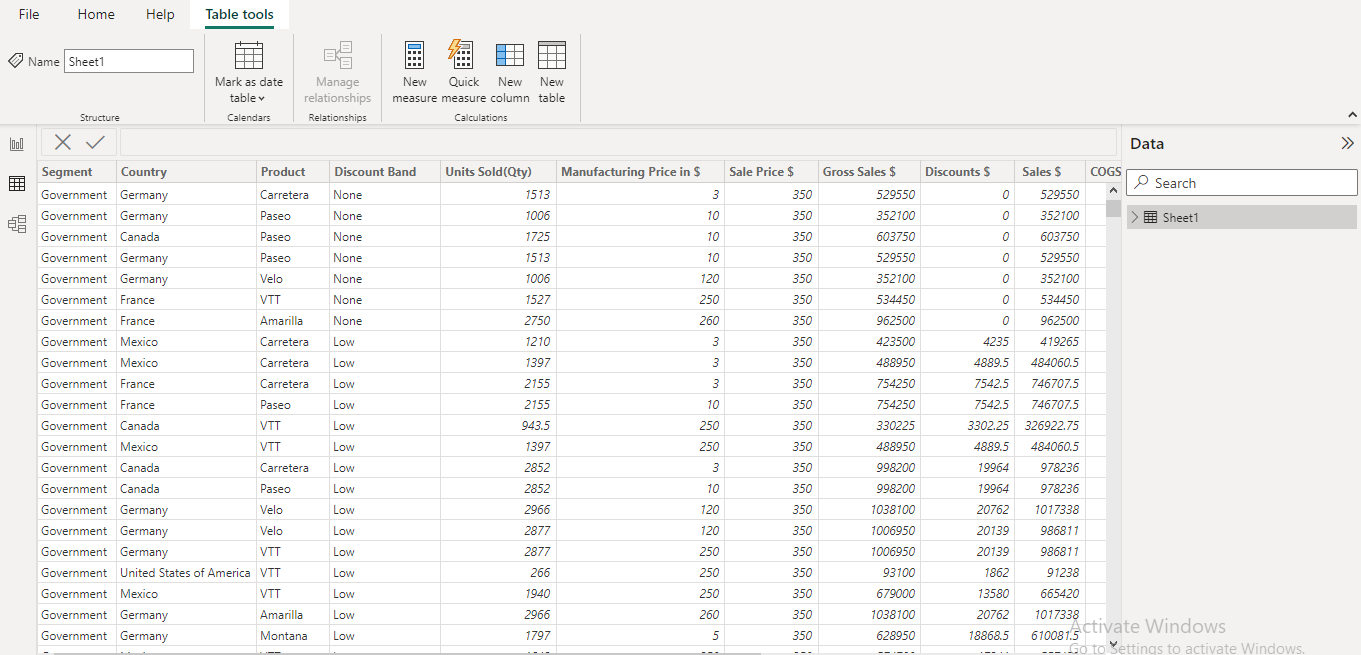 File Home Help Table tools
Name Sheet1
Mark as date table
Manage relationships
New measure
Quick measure
New column
New table
Structure Calendars Relationships Calculations
Data
Search
Sheet1
Segment Country Product Discount Band Units Sold(Qty) Manufacturing Price in $ Sale Price $ Gross Sales $ Discounts $ Sales $ COGS
Government Germany Carretera None 1513 3 350 529550 0 529550
Government Germany Paseo None 1006 10 350 352100 0 352100
Government Canada Paseo None 1725 10 350 603750 0 603750
Government Germany Paseo None 1513 10 350 529550 0 529550
Government Germany Velo None 1006 120 350 352100 0 352100
Government France VTT None 1527 250 350 534450 0 534450
Government France Amarilla None 2750 260 350 962500 0 962500
Government Mexico Carretera Low 1210 3 350 423500 4235 419265
Government Mexico Carretera Low 1397 3 350 488950 4889.5 484060.5
Government France Carretera Low 2155 3 350 754250 7542.5 746707.5
Government France Paseo Low 2155 10 350 754250 7542.5 746707.5
Government Canada VTT Low 943.5 250 350 330225 3302.25 326922.75
Government Mexico VTT Low 1397 250 350 488950 4889.5 484060.5
Government Canada Carretera Low 2852 3 350 998200 19964 978236
Government Canada Paseo Low 2852 10 350 998200 19964 978236
Government Germany Velo Low 2966 120 350 1038100 20762 1017338
Government Germany Velo Low 2877 120 350 1006950 20139 986811
Government Germany VTT Low 2877 250 350 1006950 20139 986811
Government United States of America VTT Low 266 250 350 93100 1862 91238
Government Mexico VTT Low 1940 250 350 679000 13580 665420
Government Germany Amarilla Low 2966 260 350 1038100 20762 1017338
Government Germany Montana Low 1797 5 350 628950 18868.5 610081.5
Activate Windows
Go to Settings to activate Windows.